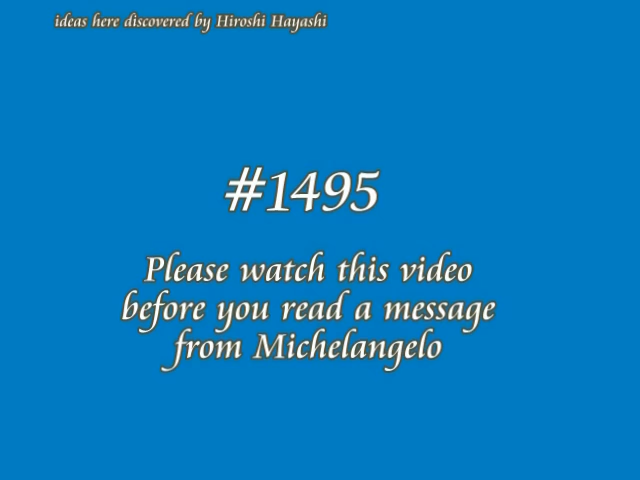 ideas here discovered by Hiroshi Hayashi
#1495
Please watch this video
before you read a message
from Michelangelo